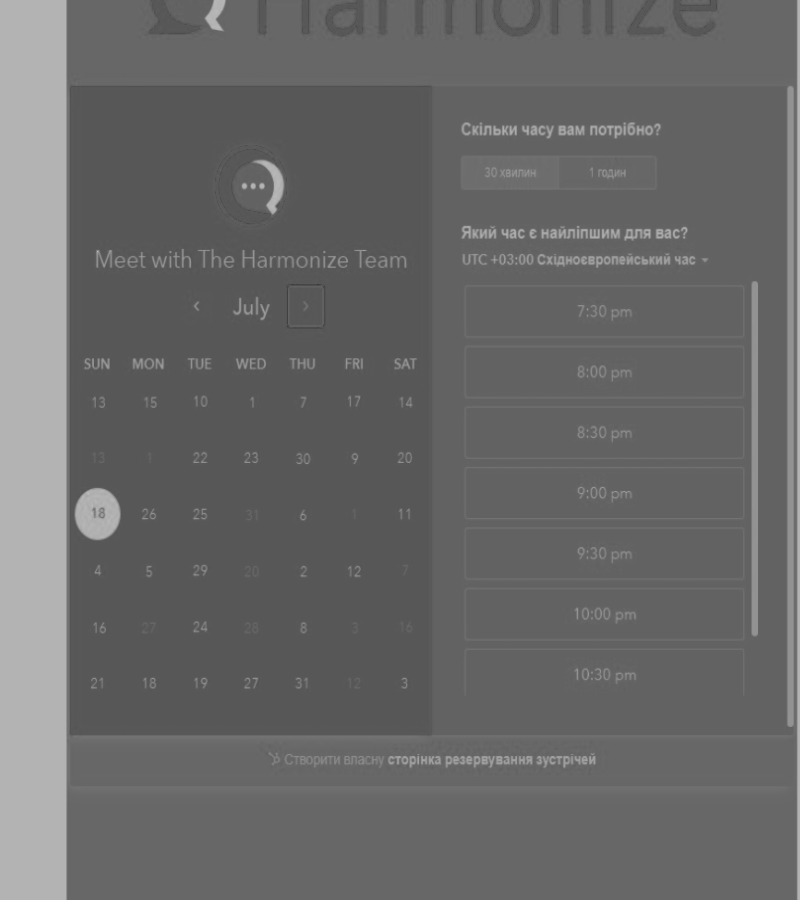 Harmonize
Meet with The Harmonize Team
July
SUN MON TUE WED THU FRI SAT
13 15 10 1 7 17 14
13 1 22 23 30 9 20
18 26 25 31 6 1 11
4 5 29 20 2 12 7
16 27 24 28 8 3 16
21 18 19 27 31 12 3
Скільки часу вам потрібно?
30 хвилин 1 годин
Який час є найліпшим для вас?
UTC +03:00 Східноєвропейський час
7:30 pm
8:00 pm
8:30 pm
9:00 pm
9:30 pm
10:00 pm
10:30 pm
Створити власну сторінка резервування зустрічей